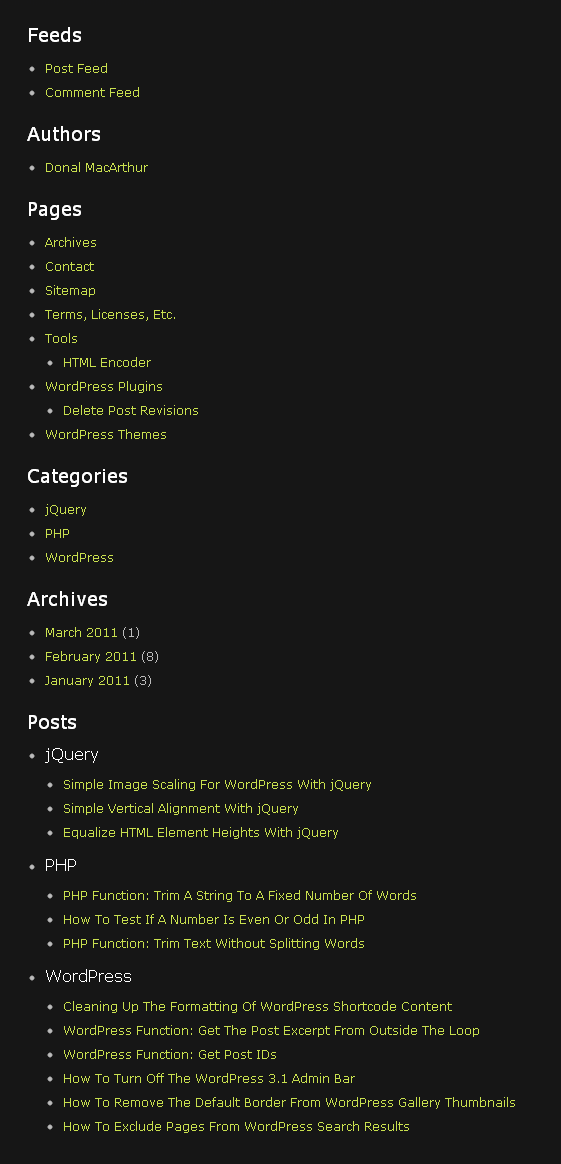 Feeds
Post Feed
Comment Feed
Authors
Donal MacArthur
Pages
Archives
Contact
Sitemap
Terms, Licenses, Etc.
Tools
HTML Encoder
WordPress Plugins
Delete Post Revisions
WordPress Themes
Categories
jQuery
PHP
WordPress
Archives
March 2011 (1)
February 2011 (8)
January 2011 (3)
Posts
jQuery
Simple Image Scaling For WordPress With jQuery
Simple Vertical Alignment With jQuery
Equalize HTML Element Heights With jQuery
PHP
PHP Function: Trim A String To A Fixed Number Of Words
How To Test If A Number Is Even Or Odd In PHP
PHP Function: Trim Text Without Splitting Words
WordPress
Cleaning Up The Formatting Of WordPress Shortcode Content
WordPress Function: Get The Post Excerpt From Outside The Loop
WordPress Function: Get Post IDs
How To Turn Off The WordPress 3.1 Admin Bar
How To Remove The Default Border From WordPress Gallery Thumbnails
How To Exclude Pages From WordPress Search Results